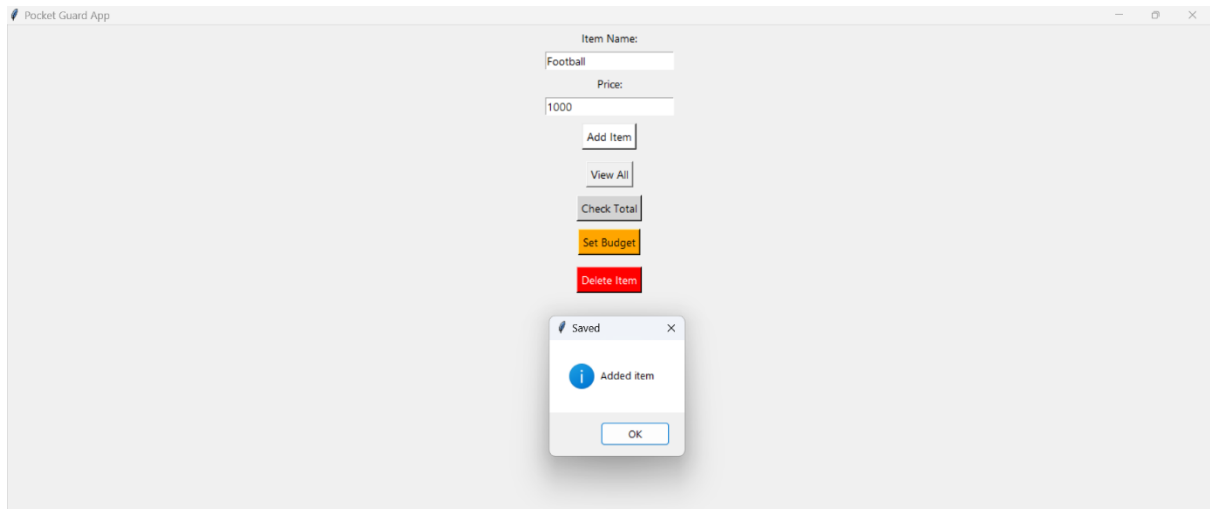 Pocket Guard App
Item Name:
Football
Price:
1000
Add Item
View All
Check Total
Set Budget
Delete Item
Saved
i Added item
OK